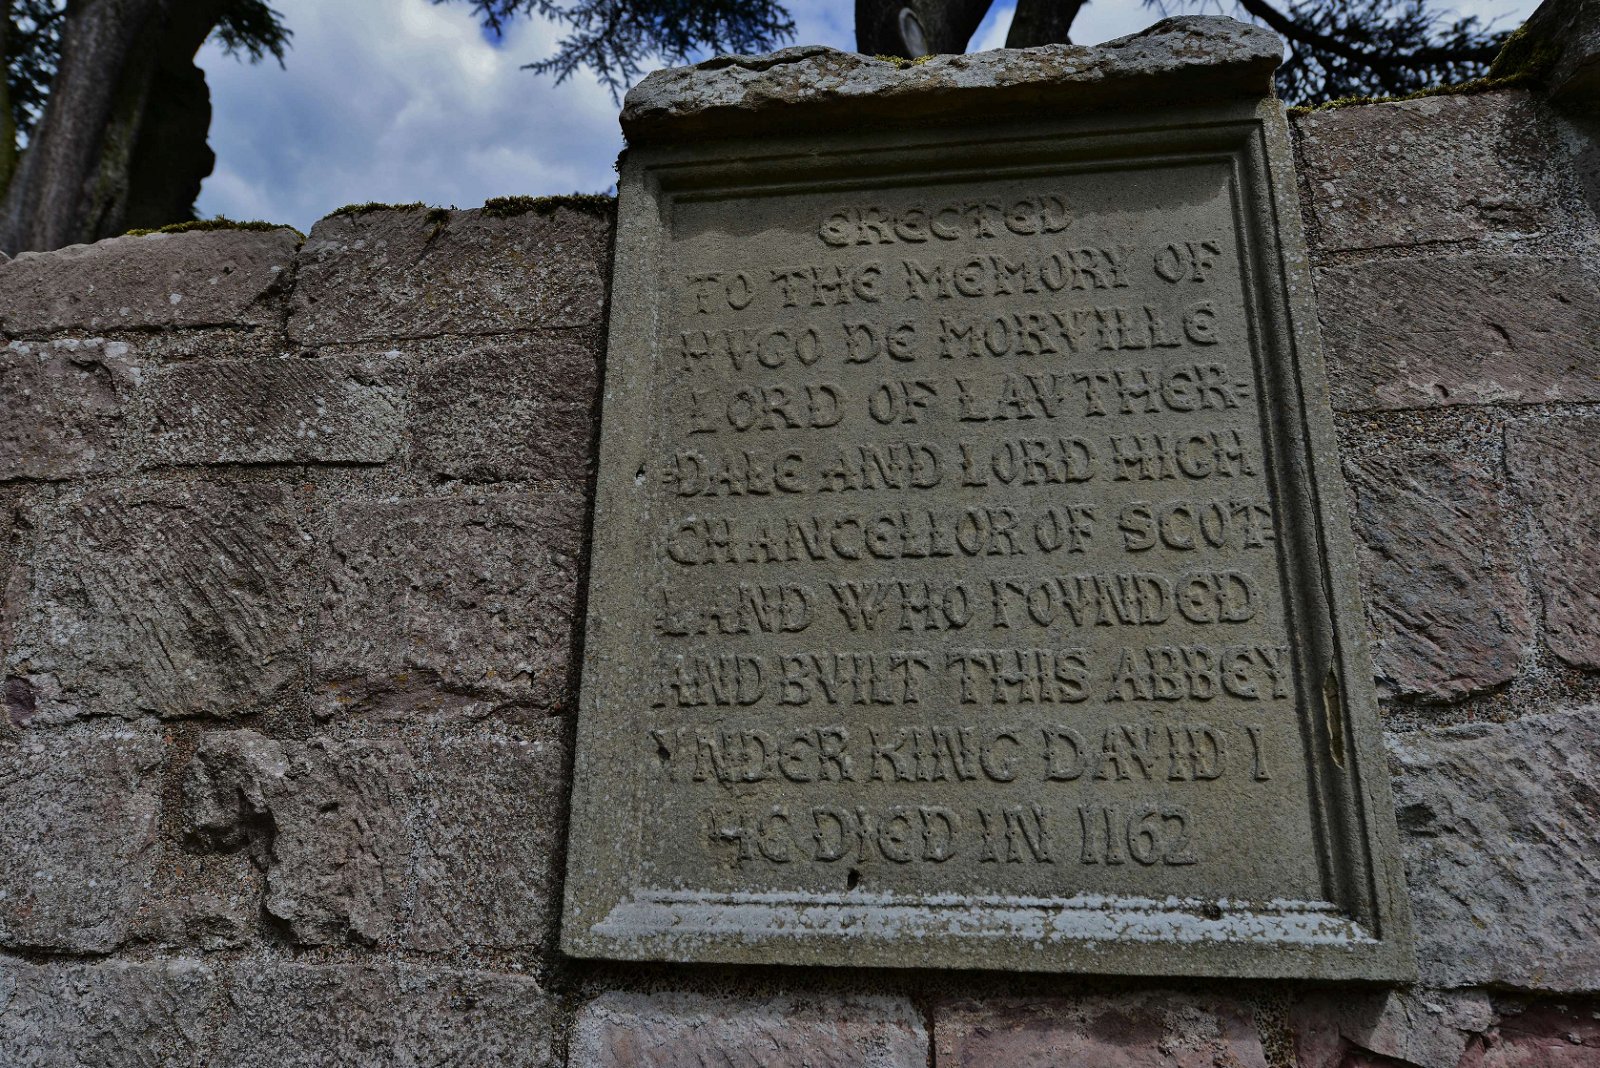 ERECTED
TO THE MEMORY OF
HVGO DE MORVILLE
LORD OF LAVTHER=
=DALE AND LORD HIGH
CHANCELLOR OF SCOT=
LAND WHO FOVNDED
AND BVILT THIS ABBEY
VNDER KING DAVID I
HE DIED IN 1162